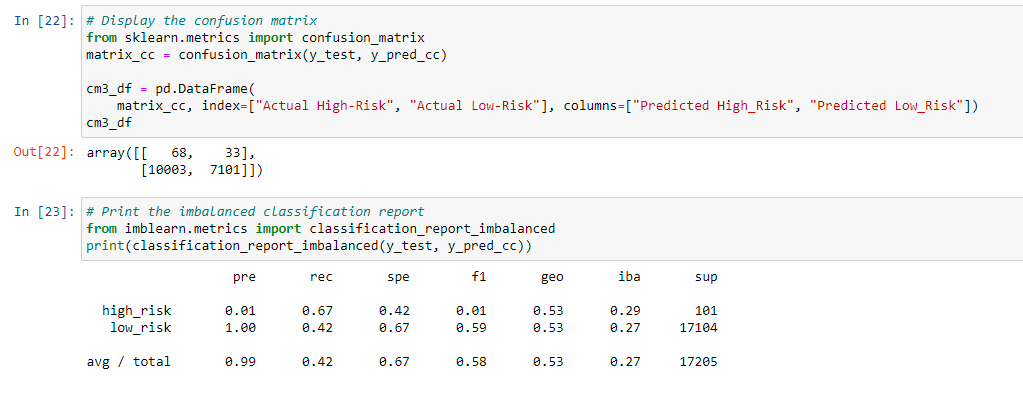 In [22]: # Display the confusion matrix
from sklearn.metrics import confusion_matrix
matrix_cc = confusion_matrix(y_test, y_pred_cc)
cm3_df = pd.DataFrame(
matrix_cc, index=["Actual High-Risk", "Actual Low-Risk"], columns=["Predicted High_Risk", "Predicted Low_Risk"])
cm3_df
Out[22]: array([[ 68, 33],
[10003, 7101]])
In [23]: # Print the imbalanced classification report
from imblearn.metrics import classification_report_imbalanced
print(classification_report_imbalanced(y_test, y_pred_cc))
pre rec spe f1 geo iba sup
high_risk 0.01 0.67 0.42 0.01 0.53 0.29 101
low_risk 1.00 0.42 0.67 0.59 0.53 0.27 17104
avg / total 0.99 0.42 0.67 0.58 0.53 0.27 17205